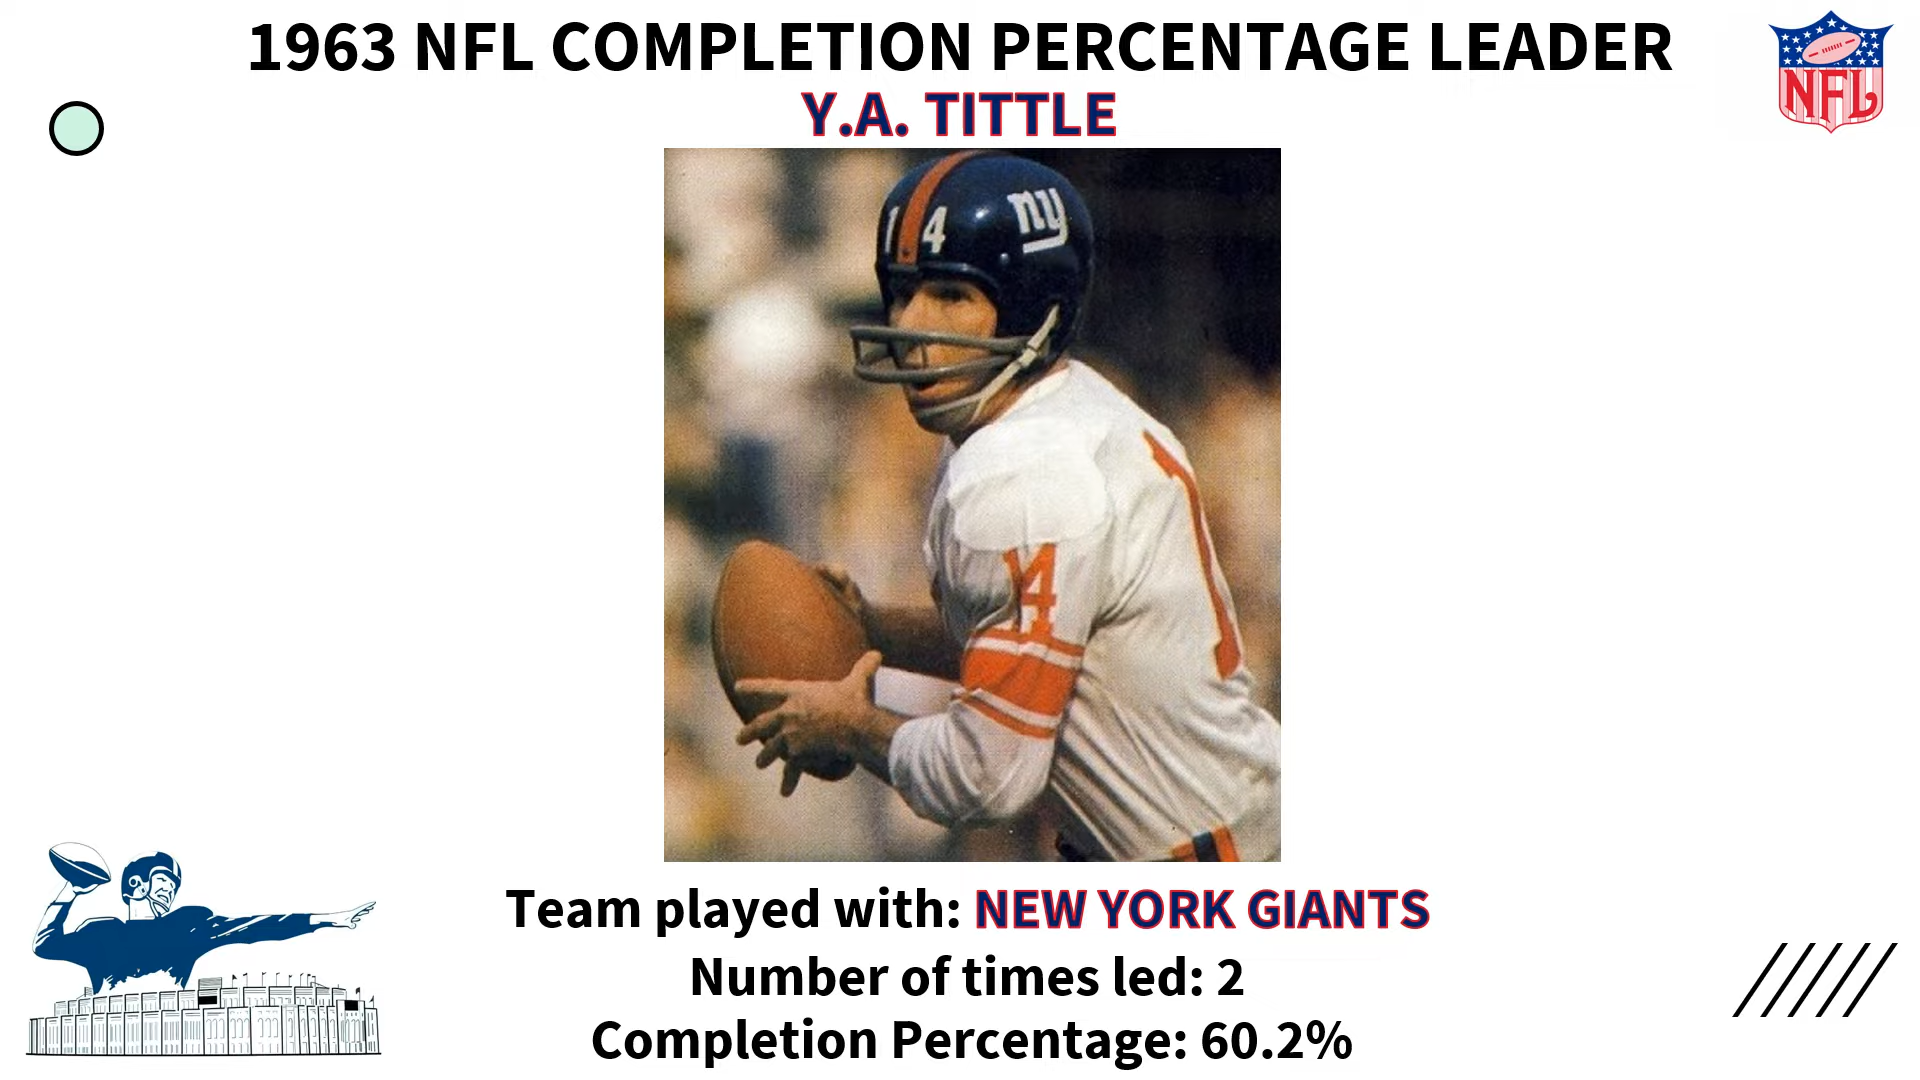 1963 NFL COMPLETION PERCENTAGE LEADER
NFL
Y.A. TITTLE
14
ny
14
1
Team played with: NEW YORK GIANTS
Number of times led: 2
Completion Percentage: 60.2%